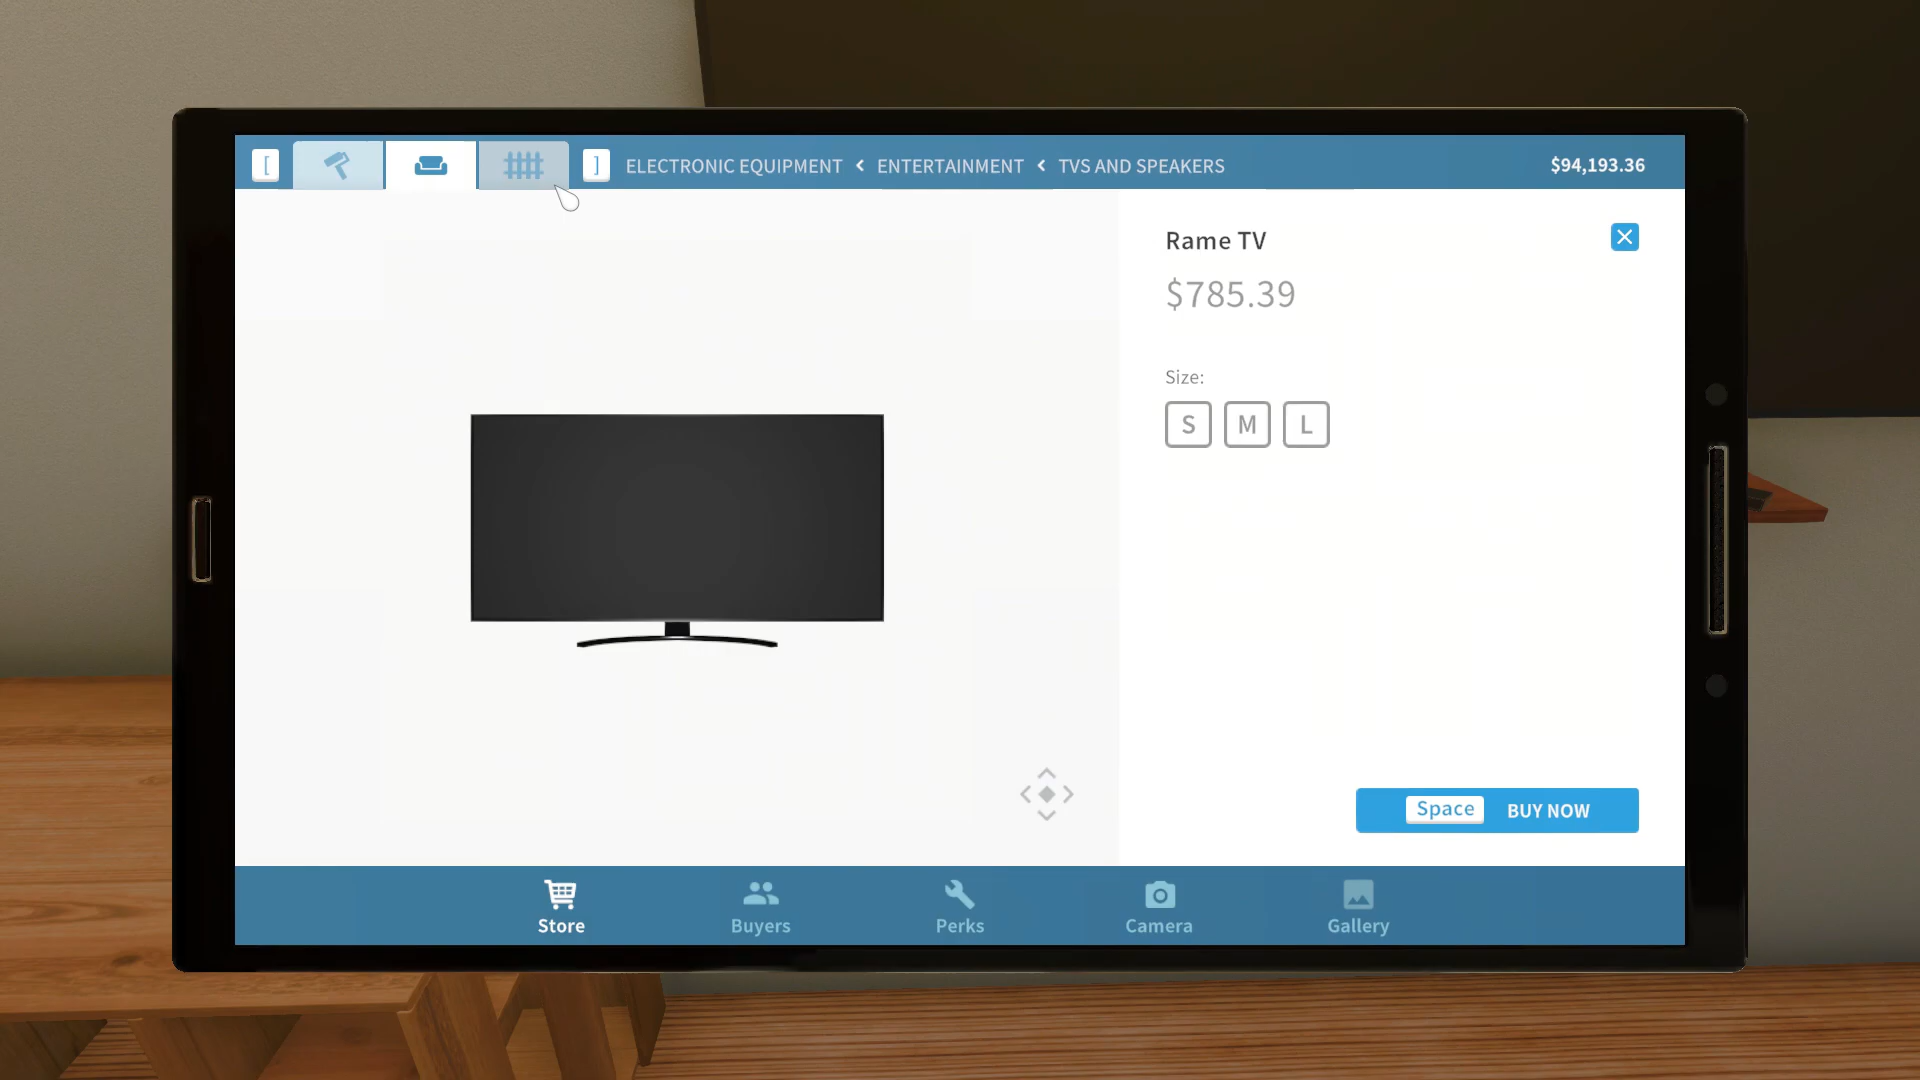 [
]
ELECTRONIC EQUIPMENT < ENTERTAINMENT < TVS AND SPEAKERS
$94,193.36
Rame TV
$785.39
Size:
S M L
Space BUY NOW
Store
Buyers
Perks
Camera
Gallery